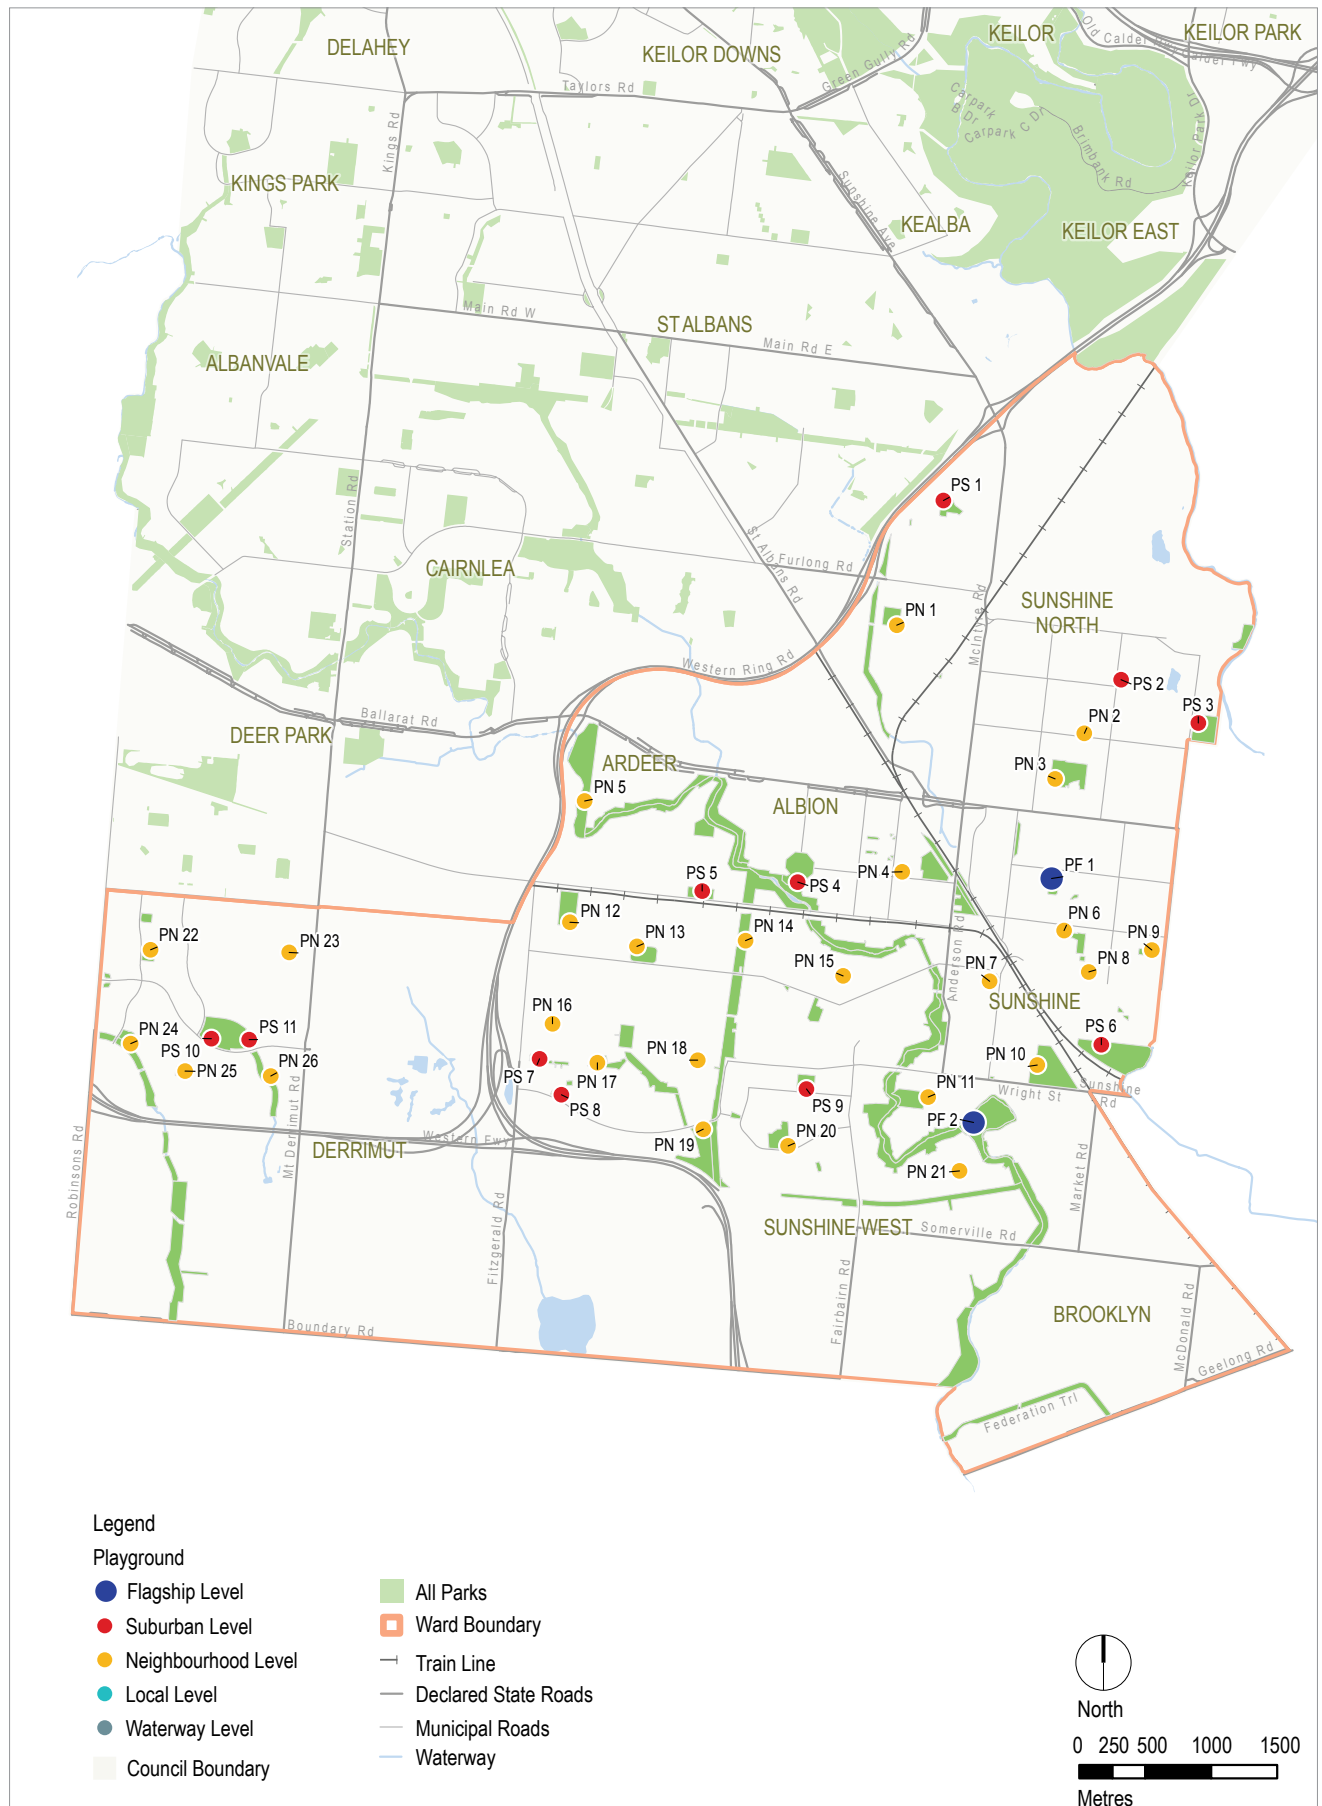 DELAHEY
KEILOR DOWNS
KEILOR
KEILOR PARK
Old Calder Hwy
Calder Fwy
Green Gully Rd
Taylors Rd
Kings Rd
Carpark B Dr
Carpark C Dr
Brimbank Rd
Keilor Park Dr
KINGS PARK
Sunshine Ave
KEALBA
KEILOR EAST
Main Rd W
ST ALBANS
Main Rd E
ALBANVALE
PS 1
Station Rd
St Albans Rd
Furlong Rd
CAIRNLEA
McIntyre Rd
SUNSHINE
NORTH
PN 1
Western Ring Rd
PS 2
PS 3
Ballarat Rd
PN 2
DEER PARK
ARDEER
PN 3
PN 5
ALBION
PF 1
PS 5
PS 4
PN 4
PN 12
PN 13
PN 14
PN 6
PN 9
PN 22
PN 23
Anderson Rd
PN 15
PN 7
PN 8
SUNSHINE
PN 16
PN 24
PS 11
PS 10
PS 6
PN 25
PN 26
PS 7
PN 17
PN 18
PN 10
PS 8
PS 9
PN 11
Wright St
Sunshine
Rd
Mt Derrimut Rd
Western Fwy
PF 2
PN 19
PN 20
DERRIMUT
PN 21
Robinsons Rd
Fitzgerald Rd
Market Rd
SUNSHINE WEST
Somerville Rd
Fairbairn Rd
BROOKLYN
McDonald Rd
Boundary Rd
Geelong Rd
Federation Trl
Legend
Playground
Flagship Level
Suburban Level
Neighbourhood Level
Local Level
Waterway Level
Council Boundary
All Parks
Ward Boundary
Train Line
Declared State Roads
Municipal Roads
Waterway
North
0 250 500 1000 1500
Metres